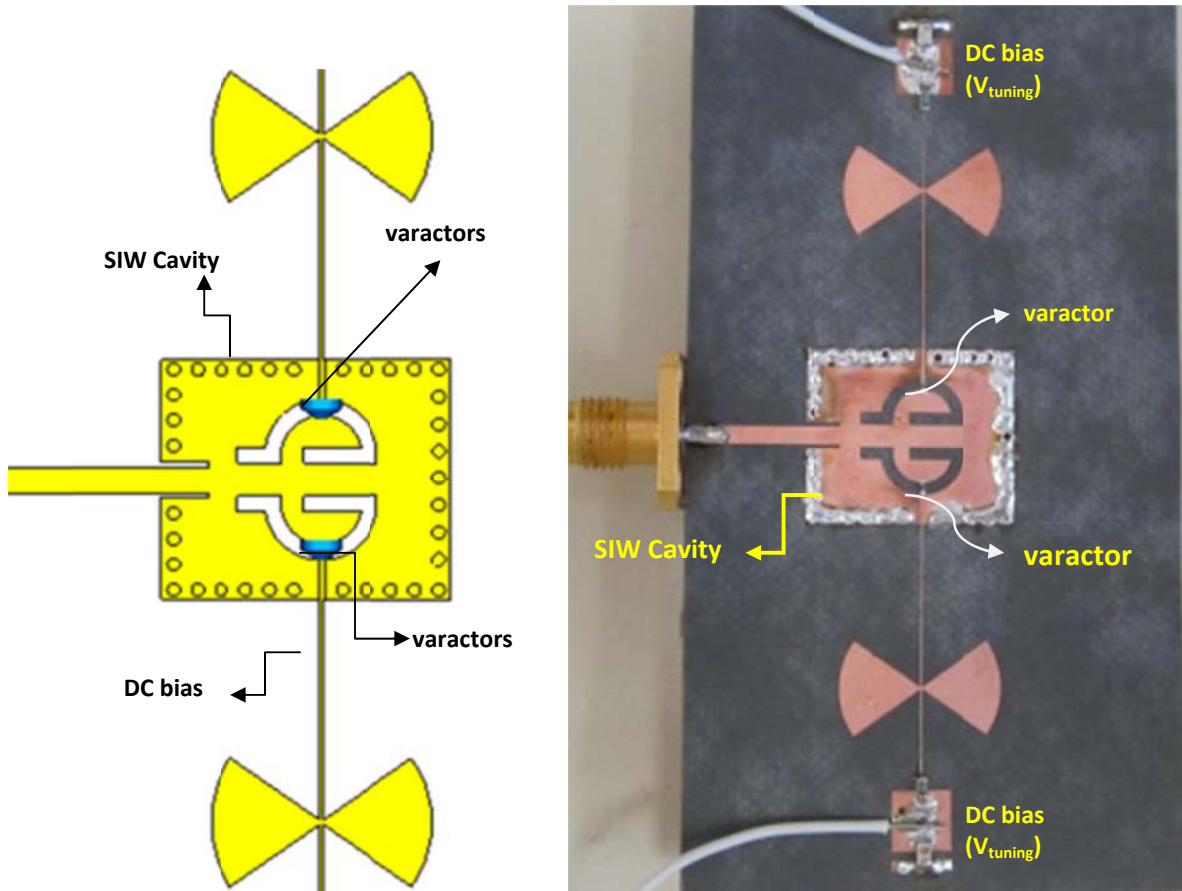 varactors
SIW Cavity
varactors
DC bias
DC bias
(Vtuning)
varactor
SIW Cavity
varactor
DC bias
(Vtuning)